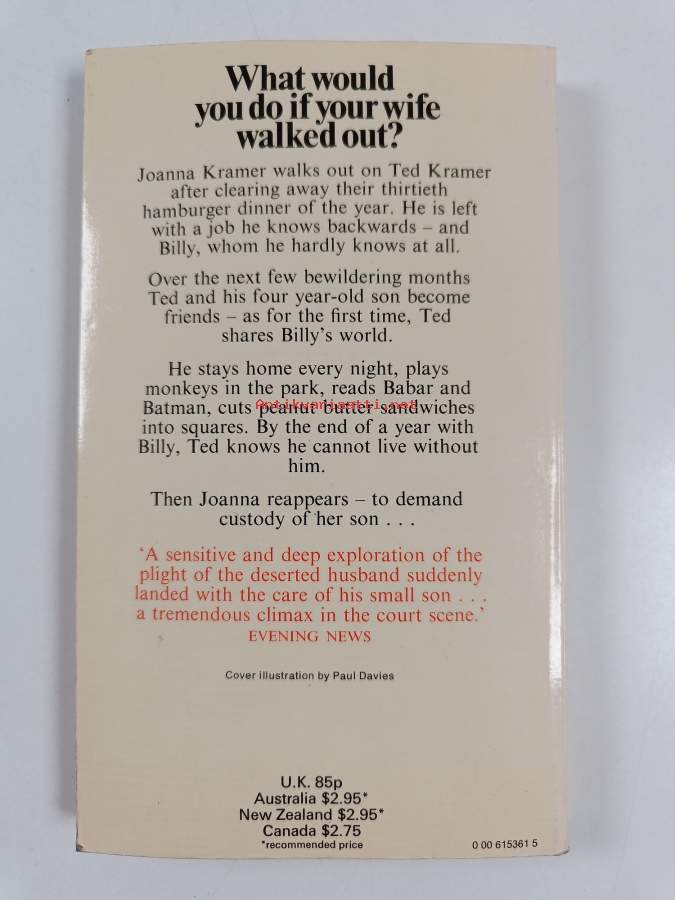 What would
you do if your wife
walked out?
Joanna Kramer walks out on Ted Kramer
after clearing away their thirtieth
hamburger dinner of the year. He is left
with a job he knows backwards – and
Billy, whom he hardly knows at all.
Over the next few bewildering months
Ted and his four year-old son become
friends – as for the first time, Ted
shares Billy's world.
He stays home every night, plays
monkeys in the park, reads Babar and
Batman, cuts peanut butter sandwiches
Antikvariaatti.net
into squares. By the end of a year with
Billy, Ted knows he cannot live without
him.
Then Joanna reappears – to demand
custody of her son . . .
'A sensitive and deep exploration of the
plight of the deserted husband suddenly
landed with the care of his small son . . .
a tremendous climax in the court scene.'
EVENING NEWS
Cover illustration by Paul Davies
U.K. 85p
Australia $2.95*
New Zealand $2.95*
Canada $2.75
*recommended price
0 00 615361 5